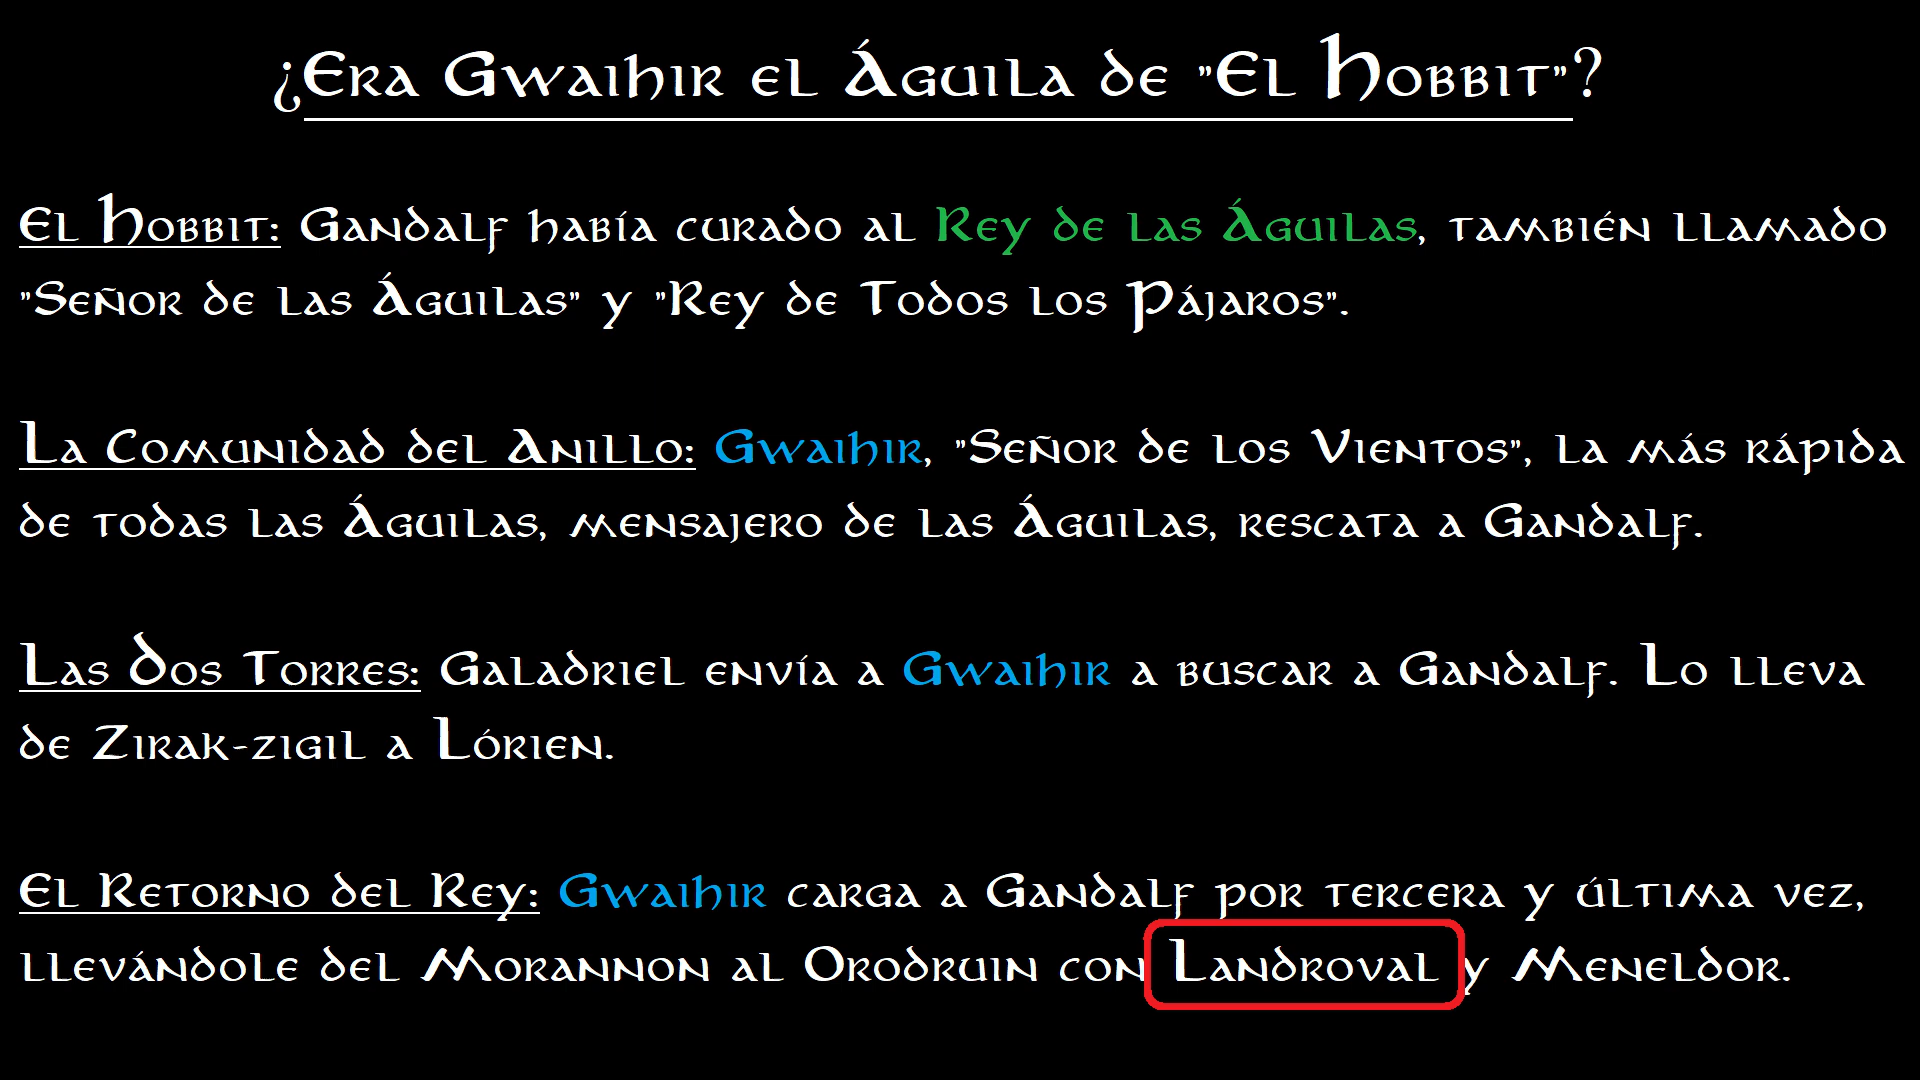 ¿Era Gwaihir el Águila de "El Hobbit"?
El Hobbit: Gandalf había curado al Rey de las Águilas, también llamado
"Señor de las Águilas" y "Rey de Todos los Pájaros".
La Comunidad del Anillo: Gwaihir, "Señor de los Vientos", la más rápida
de todas las Águilas, mensajero de las Águilas, rescata a Gandalf.
Las Dos Torres: Galadriel envía a Gwaihir a buscar a Gandalf. Lo lleva
de Zirak-zigil a Lórien.
El Retorno del Rey: Gwaihir carga a Gandalf por tercera y última vez,
llevándole del Morannon al Orodruin con Landroval y Meneldor.